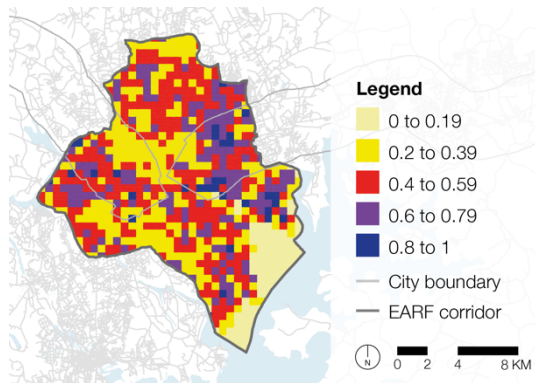 Legend
0 to 0.19
0.2 to 0.39
0.4 to 0.59
0.6 to 0.79
0.8 to 1
City boundary
EARF corridor
N
0 2 4 8 KM